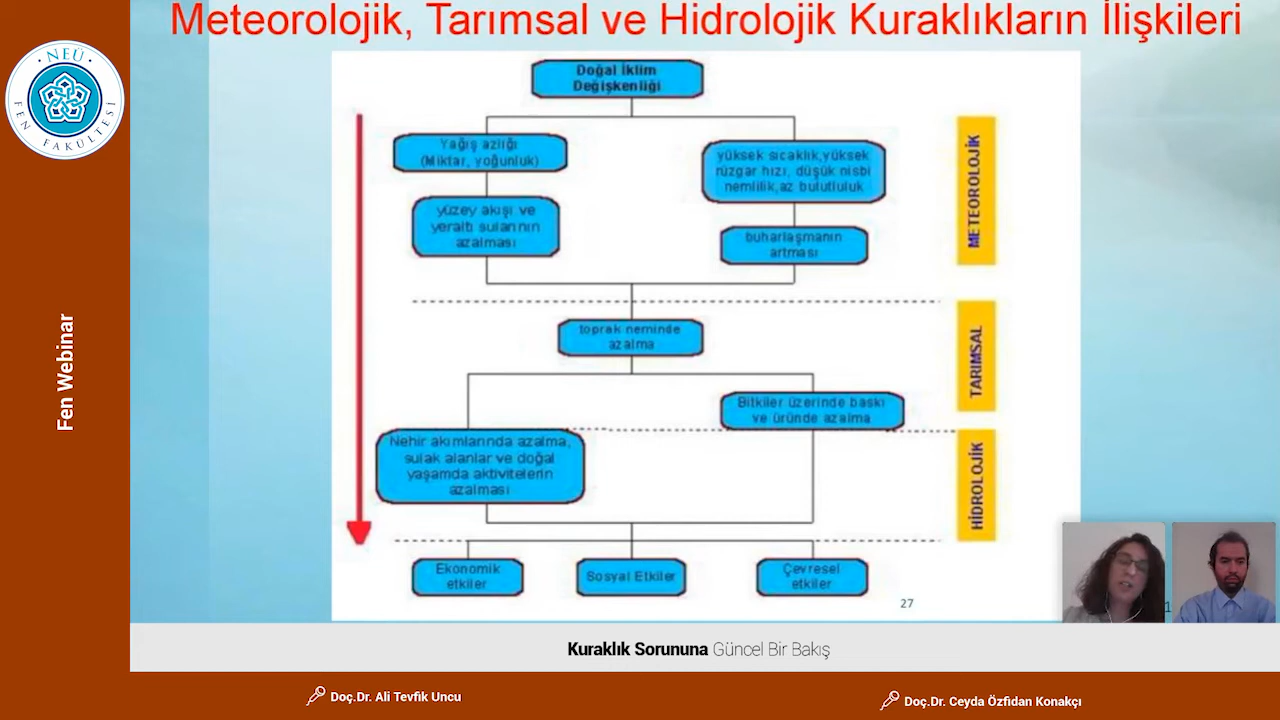 Meteorolojik, Tarımsal ve Hidrolojik Kuraklıkların İlişkileri
NEÜ
FEN FAKÜLTESİ
Fen Webinar
Doğal İklim
Değişkenliği
Yağış azlığı
(Miktar, yoğunluk)
yüksek sıcaklık,yüksek
rüzgar hızı, düşük nisbi
nemlilik,az bulutluluk
yüzey akışı ve
yeraltı sularının
azalması
buharlaşmanın
artması
METEOROLOJİK
toprak neminde
azalma
TARIMSAL
Bitkiler üzerinde baskı
ve üründe azalma
Nehir akımlarında azalma,
sulak alanlar ve doğal
yaşamda aktivitelerin
azalması
HİDROLOJİK
Ekonomik
etkiler
Sosyal Etkiler
Çevresel
etkiler
27
Kuraklık Sorununa Güncel Bir Bakış
Doç.Dr. Ali Tevfik Uncu
Doç.Dr. Ceyda Özfidan Konakçı